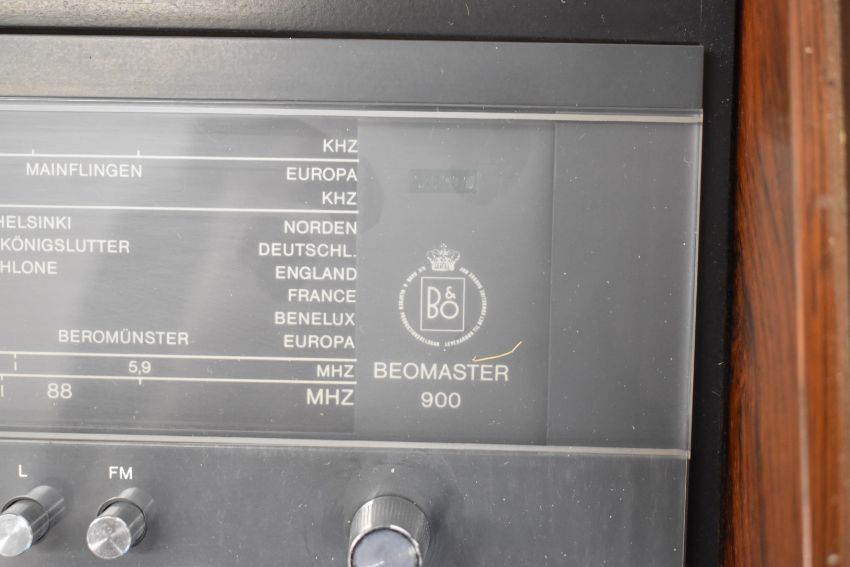 KHZ
MAINFLINGEN EUROPA
KHZ
HELSINKI NORDEN
KÖNIGSLUTTER DEUTSCHL.
HLONE ENGLAND
FRANCE
BENELUX
BEROMÜNSTER EUROPA
5,9 MHZ
88 MHZ
B&O
BEOMASTER
900
L FM